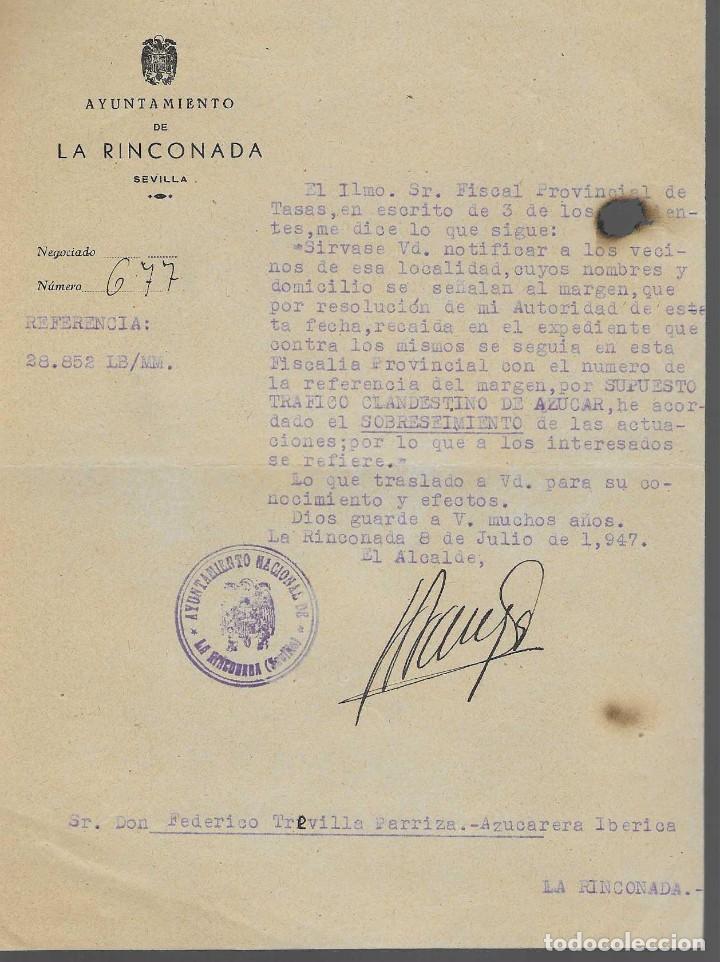 AYUNTAMIENTO
DE
LA RINCONADA
SEVILLA
Negociado
Número 677
REFERENCIA:
28.852 LB/MM.
El Ilmo. Sr. Fiscal Provincial de
Tasas,en escrito de 3 de los en-
tes,me dice lo que sigue:
"Sirvase Vd. notificar a los veci-
nos de esa localidad,cuyos nombres y
domicilio se señalan al margen,que
por resolución de mi Autoridad de esta
ta fecha,recaida en el expediente que
contra los mismos se seguia en esta
Fiscalia Provincial con el numero de
la referencia del margen,por SUPUESTO
TRAFICO CLANDESTINO DE AZUCAR,he acor-
dado el SOBRESEIMIENTO de las actua-
ciones;por lo que a los interesados
se refiere."
Lo que traslado a Vd. para su co-
nocimiento y efectos.
Dios guarde a V. muchos años.
La Rinconada 8 de Julio de 1,947.
El Alcalde,
AYUNTAMIENTO NACIONAL DE
LA RINCONADA (Sevilla)
Sr. Don Federico Trevilla Parriza.-Azucarera Iberica
LA RINCONADA.-
todocoleccion